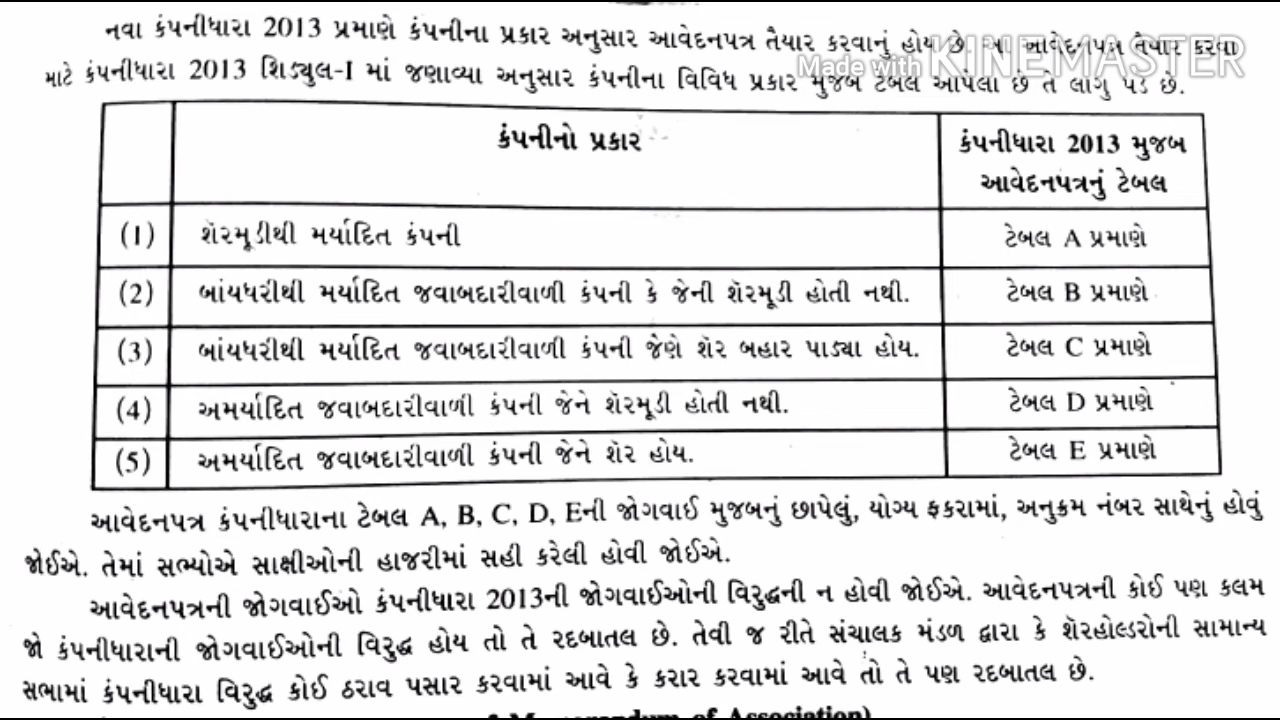 નવા કંપનીધારા 2013 પ્રમાણે કંપનીના પ્રકાર અનુસાર આવેદનપત્ર તૈયાર કરવાનું હોય છે. આ આવેદનપત્ર તૈયાર કરવા
Made with KINEMASTER
માટે કંપનીધારા 2013 શિડ્યુલ-I માં જણાવ્યા અનુસાર કંપનીના વિવિધ પ્રકાર મુજબ ટેબલ આપેલા છે તે લાગુ પડે છે.
કંપનીનો પ્રકાર
કંપનીધારા 2013 મુજબ
આવેદનપત્રનું ટેબલ
(1) શૅરમૂડીથી મર્યાદિત કંપની ટેબલ A પ્રમાણે
(2) બાંયધરીથી મર્યાદિત જવાબદારીવાળી કંપની કે જેની શૅરમૂડી હોતી નથી. ટેબલ B પ્રમાણે
(3) બાંયધરીથી મર્યાદિત જવાબદારીવાળી કંપની જેણે શૅર બહાર પાડ્યા હોય. ટેબલ C પ્રમાણે
(4) અમર્યાદિત જવાબદારીવાળી કંપની જેને શૅરમૂડી હોતી નથી. ટેબલ D પ્રમાણે
(5) અમર્યાદિત જવાબદારીવાળી કંપની જેને શૅર હોય. ટેબલ E પ્રમાણે
આવેદનપત્ર કંપનીધારાના ટેબલ A, B, C, D, Eની જોગવાઈ મુજબનું છાપેલું, યોગ્ય ફકરામાં, અનુક્રમ નંબર સાથેનું હોવું
જોઈએ. તેમાં સભ્યોએ સાક્ષીઓની હાજરીમાં સહી કરેલી હોવી જોઈએ.
આવેદનપત્રની જોગવાઈઓ કંપનીધારા 2013ની જોગવાઈઓની વિરુદ્ધની ન હોવી જોઈએ. આવેદનપત્રની કોઈ પણ કલમ
જો કંપનીધારાની જોગવાઈઓની વિરુદ્ધ હોય તો તે રદબાતલ છે. તેવી જ રીતે સંચાલક મંડળ દ્વારા કે શૅરહોલ્ડરોની સામાન્ય
સભામાં કંપનીધારા વિરુદ્ધ કોઈ ઠરાવ પસાર કરવામાં આવે કે કરાર કરવામાં આવે તો તે પણ રદબાતલ છે.
Memorandum of Association)